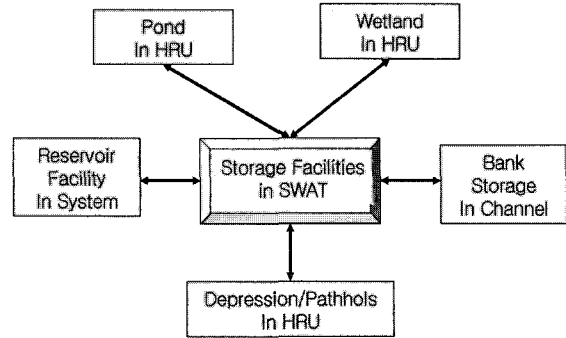 Pond
In HRU
Wetland
In HRU
Reservoir
Facility
In System
Storage Facilities
in SWAT
Bank
Storage
In Channel
Depression/Pathhols
In HRU